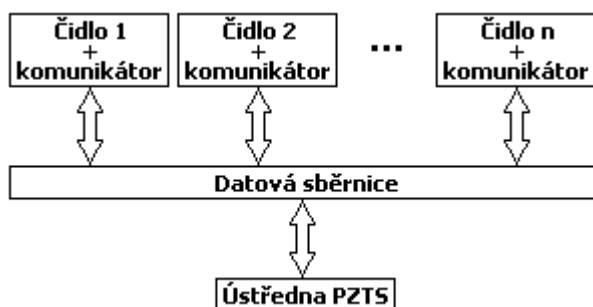 Čidlo 1
+
komunikátor
Čidlo 2
+
komunikátor
...
Čidlo n
+
komunikátor
Datová sběrnice
Ústředna PZTS